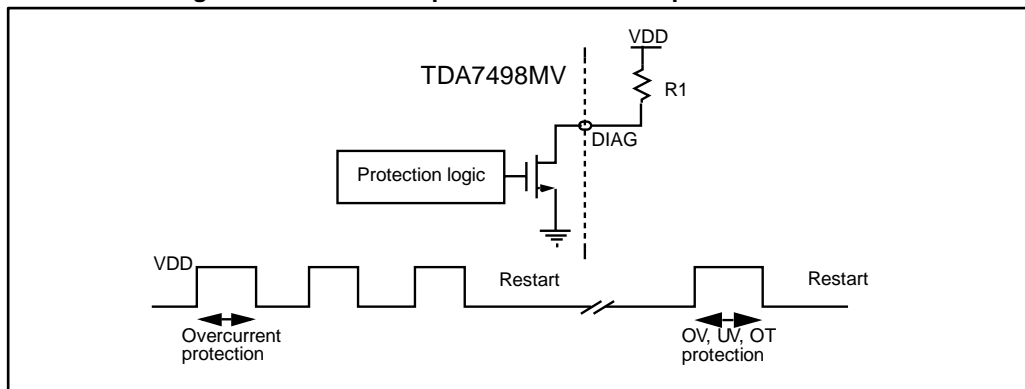 VDD
TDA7498MV
R1
DIAG
Protection logic
VDD
Restart
Restart
Overcurrent
protection
OV, UV, OT
protection